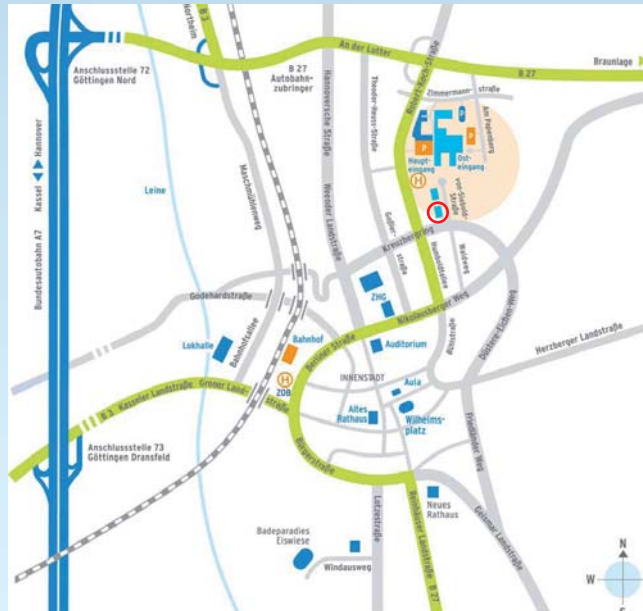 Anschlussstelle 72
Göttingen Nord
Northeim
B 3
B 27
Autobahn-
zubringer
An der Lutter
B 27
Braunlage
Hannover
Kassel
Bundesautobahn A7
Leine
Maschmühlenweg
Hannoversche Straße
Weender Landstraße
Theodor-Heuss-Straße
Robert-Koch-Straße
Zimmermann-
straße
Am Papenberg
P
P
P
Haupt-
eingang
Ost-
eingang
H
von-Siebold-
Straße
Kreuzbergring
Goßler-
straße
Humboldtallee
Waldweg
Godehardstraße
ZHG
Nikolausberger Weg
Düstere-Eichen-Weg
Lokhalle
Bahnhofsallee
Bahnhof
Berliner Straße
Auditorium
Bühlstraße
Herzberger Landstraße
H
ZOB
INNENSTADT
Aula
B 3 Kasseler Landstraße
Groner Land-
straße
Altes
Rathaus
Wilhelms-
platz
Friedländer Weg
Anschlussstelle 73
Göttingen Dransfeld
Bürgerstraße
Neues
Rathaus
Geismar Landstraße
Lotzestraße
Reinhäuser Landstraße
B 27
Badeparadies
Eiswiese
Windausweg
N
W
S